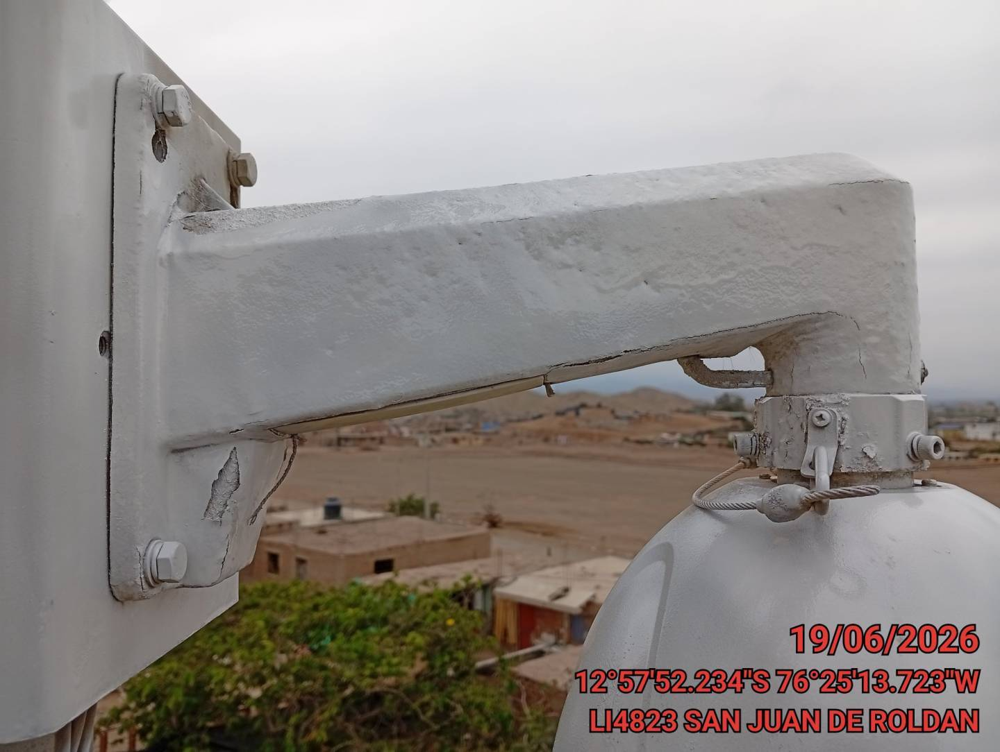 19/06/2026
12°57'52.234"S 76°25'13.723"W
LI4823 SAN JUAN DE ROLDAN